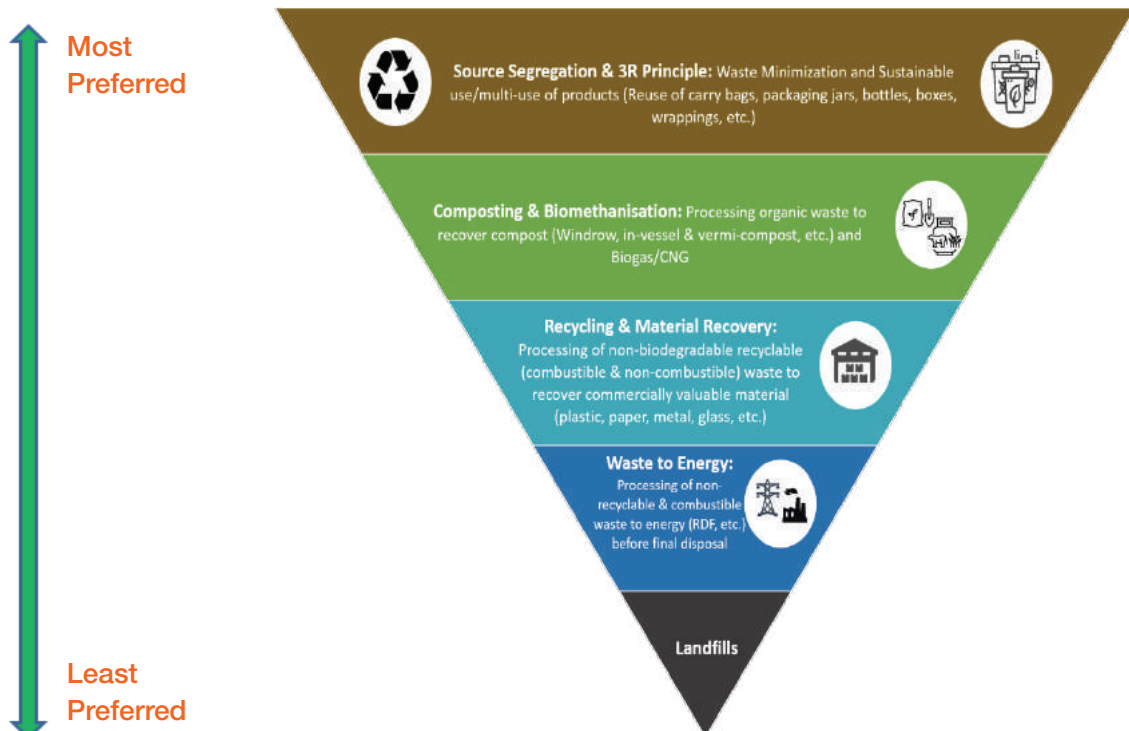 Most
Preferred
Source Segregation & 3R Principle: Waste Minimization and Sustainable
use/multi-use of products (Reuse of carry bags, packaging jars, bottles, boxes,
wrappings, etc.)
Composting & Biomethanisation: Processing organic waste to
recover compost (Windrow, in-vessel & vermi-compost, etc.) and
Biogas/CNG
Recycling & Material Recovery:
Processing of non-biodegradable recyclable
(combustible & non-combustible) waste to
recover commercially valuable material
(plastic, paper, metal, glass, etc.)
Waste to Energy:
Processing of non-
recyclable & combustible
waste to energy (RDF, etc.)
before final disposal
Landfills
Least
Preferred